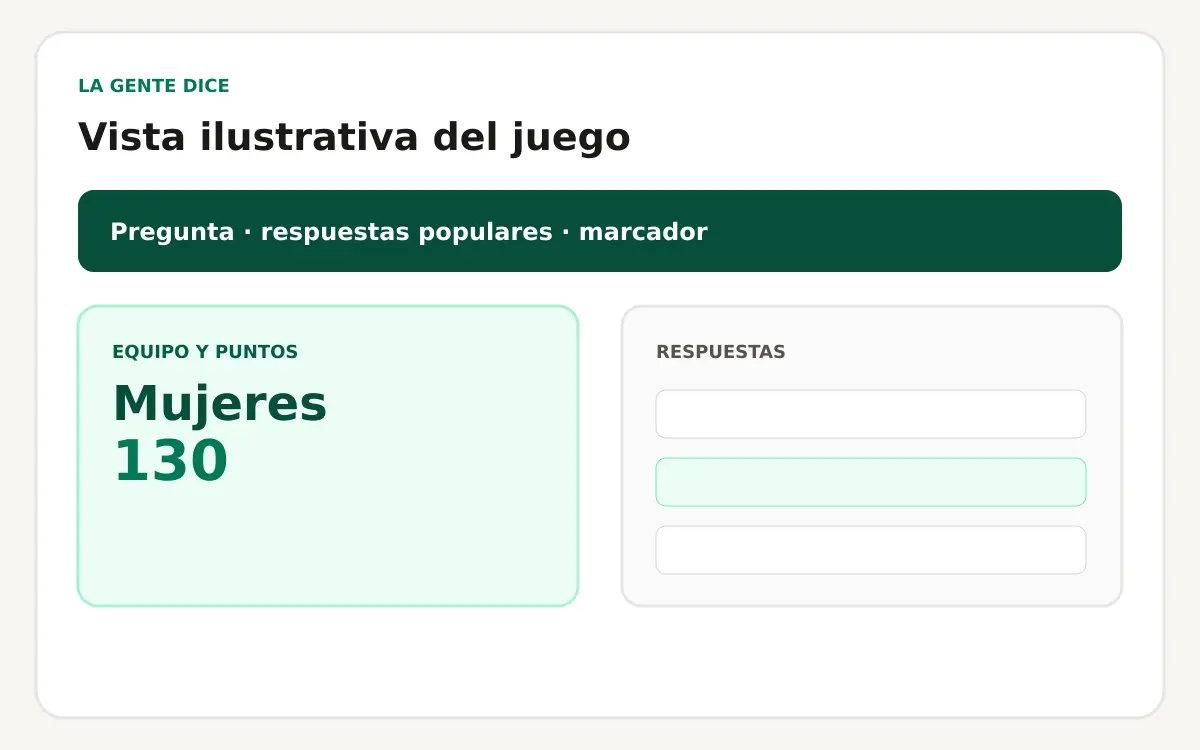 LA GENTE DICE
Vista ilustrativa del juego
Pregunta · respuestas populares · marcador
EQUIPO Y PUNTOS
Mujeres
130
RESPUESTAS